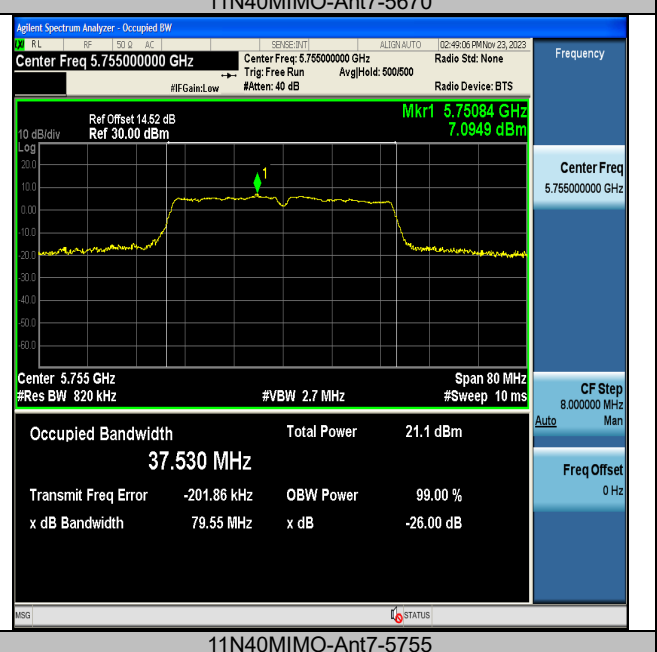 11N40MIMO-Ant7-5670
Agilent Spectrum Analyzer - Occupied BW
RL RF 50 Ω AC SENSE:INT ALIGN AUTO 02:49:06 PM Nov 23, 2023
Center Freq 5.755000000 GHz Center Freq: 5.755000000 GHz Radio Std: None Frequency
Trig: Free Run Avg|Hold: 500/500
#IFGain:Low #Atten: 40 dB Radio Device: BTS
Mkr1 5.75084 GHz
Ref Offset 14.52 dB 7.0949 dBm
10 dB/div Ref 30.00 dBm
Log
20.0
10.0
0.00
-10.0
-20.0
-30.0
-40.0
-50.0
-60.0
1
Center Freq
5.755000000 GHz
Center 5.755 GHz Span 80 MHz
#Res BW 820 kHz #VBW 2.7 MHz #Sweep 10 ms
CF Step
8.000000 MHz
Auto Man
Occupied Bandwidth Total Power 21.1 dBm
37.530 MHz
Transmit Freq Error -201.86 kHz OBW Power 99.00 %
x dB Bandwidth 79.55 MHz x dB -26.00 dB
Freq Offset
0 Hz
MSG STATUS
11N40MIMO-Ant7-5755